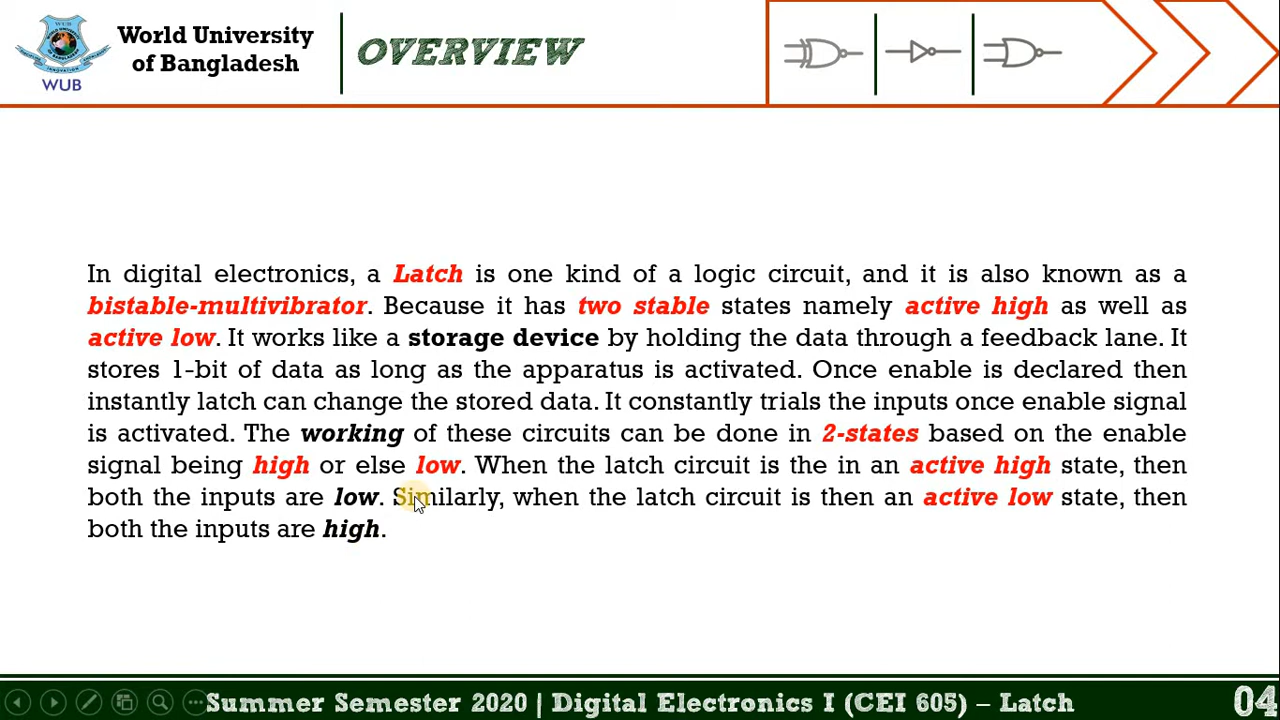 World University
of Bangladesh
WUB
OVERVIEW
In digital electronics, a Latch is one kind of a logic circuit, and it is also known as a
bistable-multivibrator. Because it has two stable states namely active high as well as
active low. It works like a storage device by holding the data through a feedback lane. It
stores 1-bit of data as long as the apparatus is activated. Once enable is declared then
instantly latch can change the stored data. It constantly trials the inputs once enable signal
is activated. The working of these circuits can be done in 2-states based on the enable
signal being high or else low. When the latch circuit is the in an active high state, then
both the inputs are low. Similarly, when the latch circuit is then an active low state, then
both the inputs are high.
Summer Semester 2020 | Digital Electronics I (CEI 605) – Latch
04